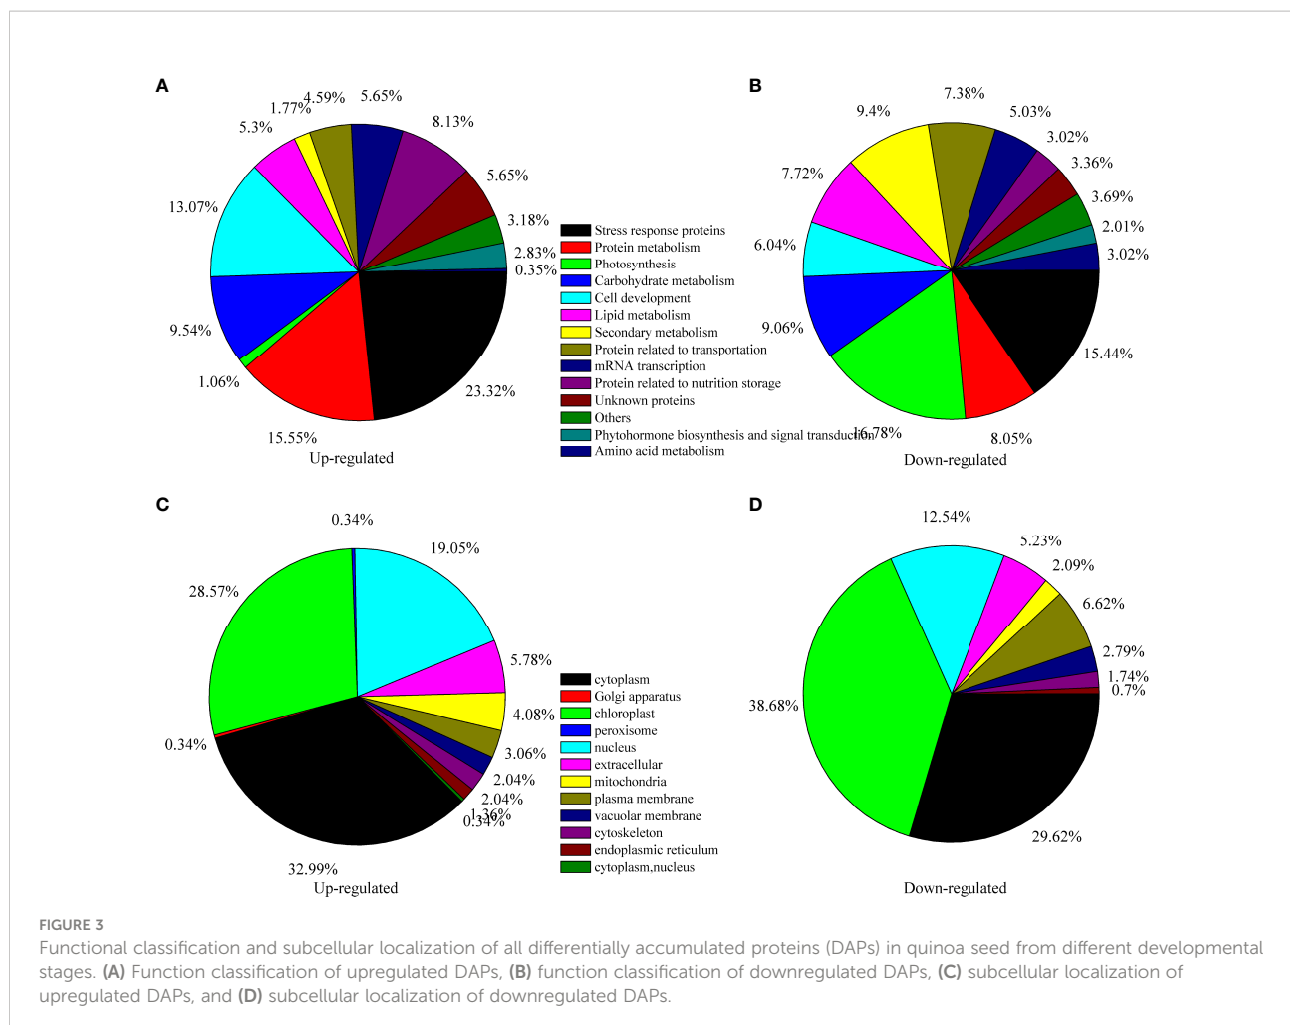 A
4.59%
5.65%
1.77%
8.13%
5.3%
5.65%
13.07%
3.18%
2.83%
0.35%
9.54%
1.06%
23.32%
15.55%
Up-regulated
Stress response proteins
Protein metabolism
Photosynthesis
Carbohydrate metabolism
Cell development
Lipid metabolism
Secondary metabolism
Protein related to transportation
mRNA transcription
Protein related to nutrition storage
Unknown proteins
Others
Phytohormone biosynthesis and signal transduction
Amino acid metabolism
B
7.38%
9.4%
5.03%
3.02%
3.36%
7.72%
3.69%
2.01%
6.04%
3.02%
9.06%
15.44%
16.78%
8.05%
Down-regulated
C
0.34%
19.05%
28.57%
5.78%
4.08%
0.34%
3.06%
2.04%
2.04%
1.36%
0.34%
32.99%
Up-regulated
cytoplasm
Golgi apparatus
chloroplast
peroxisome
nucleus
extracellular
mitochondria
plasma membrane
vacuolar membrane
cytoskeleton
endoplasmic reticulum
cytoplasm,nucleus
D
12.54%
5.23%
2.09%
6.62%
2.79%
1.74%
0.7%
38.68%
29.62%
Down-regulated
FIGURE 3
Functional classification and subcellular localization of all differentially accumulated proteins (DAPs) in quinoa seed from different developmental
stages. (A) Function classification of upregulated DAPs, (B) function classification of downregulated DAPs, (C) subcellular localization of
upregulated DAPs, and (D) subcellular localization of downregulated DAPs.